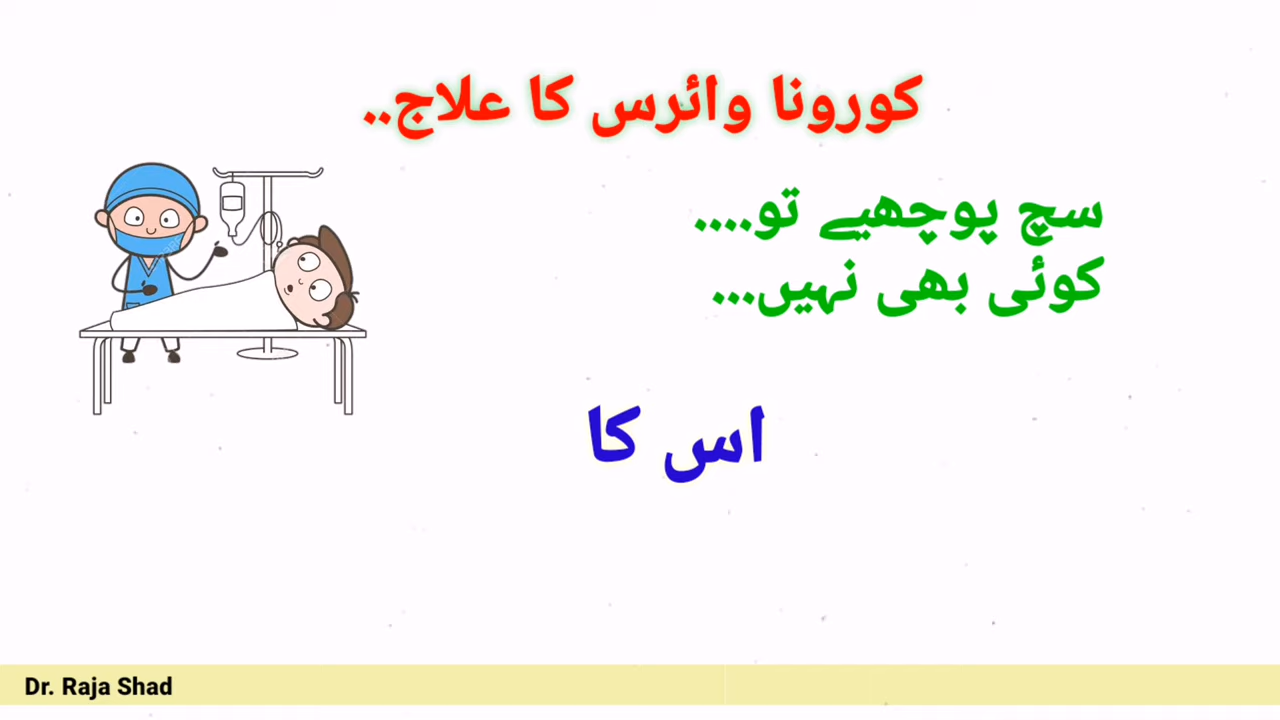 کورونا وائرس کا علاج..
سچ پوچھیے تو....
کوئی بھی نہیں...
اس کا
Dr. Raja Shad